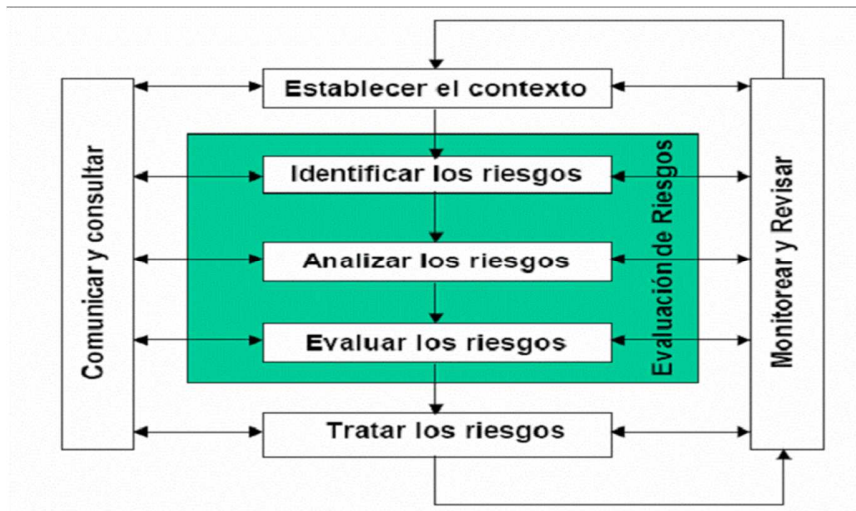 Establecer el contexto
Comunicar y consultar
Identificar los riesgos
Analizar los riesgos
Evaluar los riesgos
Evaluación de Riesgos
Monitorear y Revisar
Tratar los riesgos